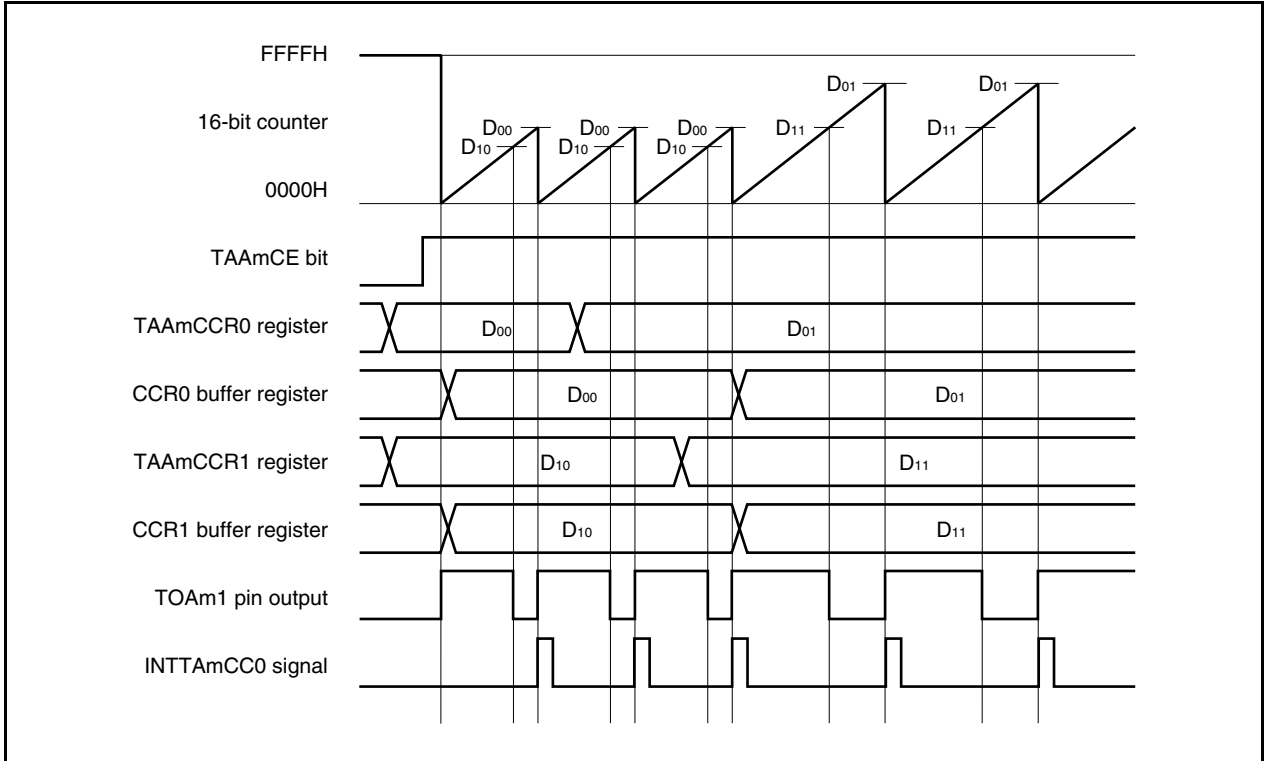 FFFFH
D01 D01
16-bit counter D00 D00 D00 D11 D11
D10 D10 D10
0000H
TAAmCE bit
TAAmCCR0 register D00 D01
CCR0 buffer register D00 D01
TAAmCCR1 register D10 D11
CCR1 buffer register D10 D11
TOAm1 pin output
INTTAmCC0 signal